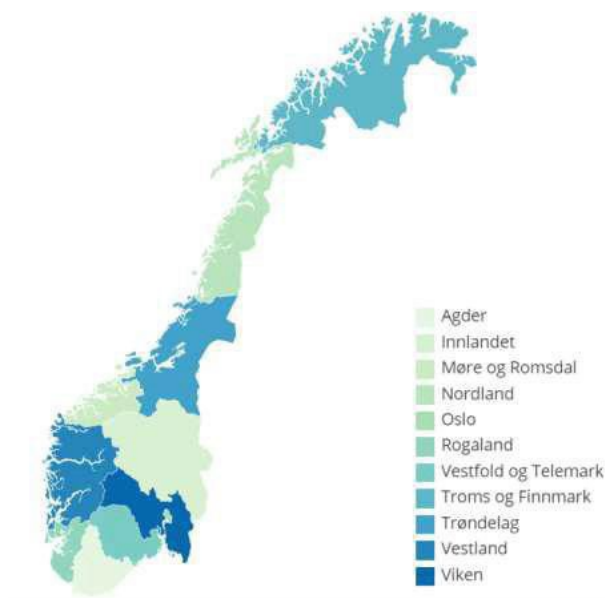 Agder
Innlandet
Møre og Romsdal
Nordland
Oslo
Rogaland
Vestfold og Telemark
Troms og Finnmark
Trøndelag
Vestland
Viken